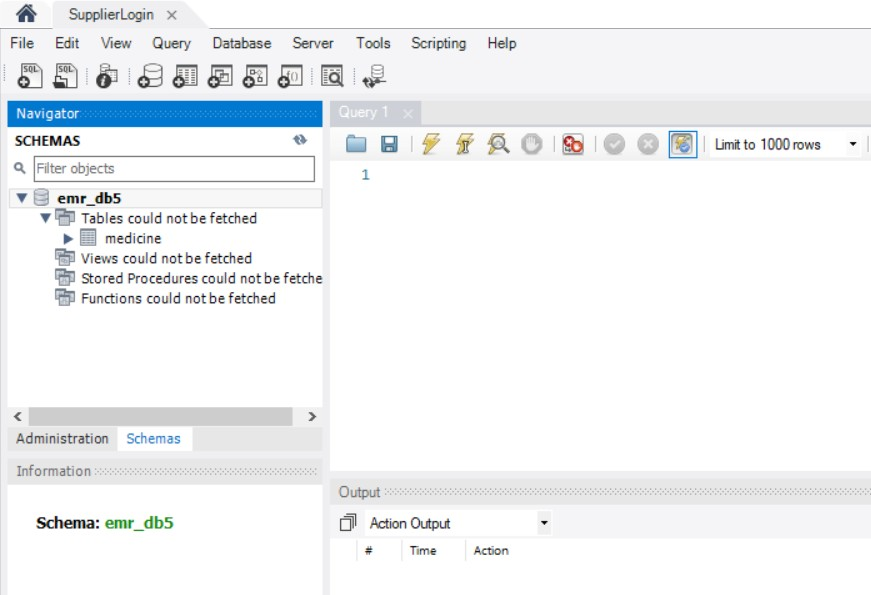 SupplierLogin
File Edit View Query Database Server Tools Scripting Help
Navigator
SCHEMAS
Filter objects
emr_db5
Tables could not be fetched
medicine
Views could not be fetched
Stored Procedures could not be fetche
Functions could not be fetched
Administration Schemas
Information
Schema: emr_db5
Query 1
Limit to 1000 rows
1
Output
Action Output
# Time Action